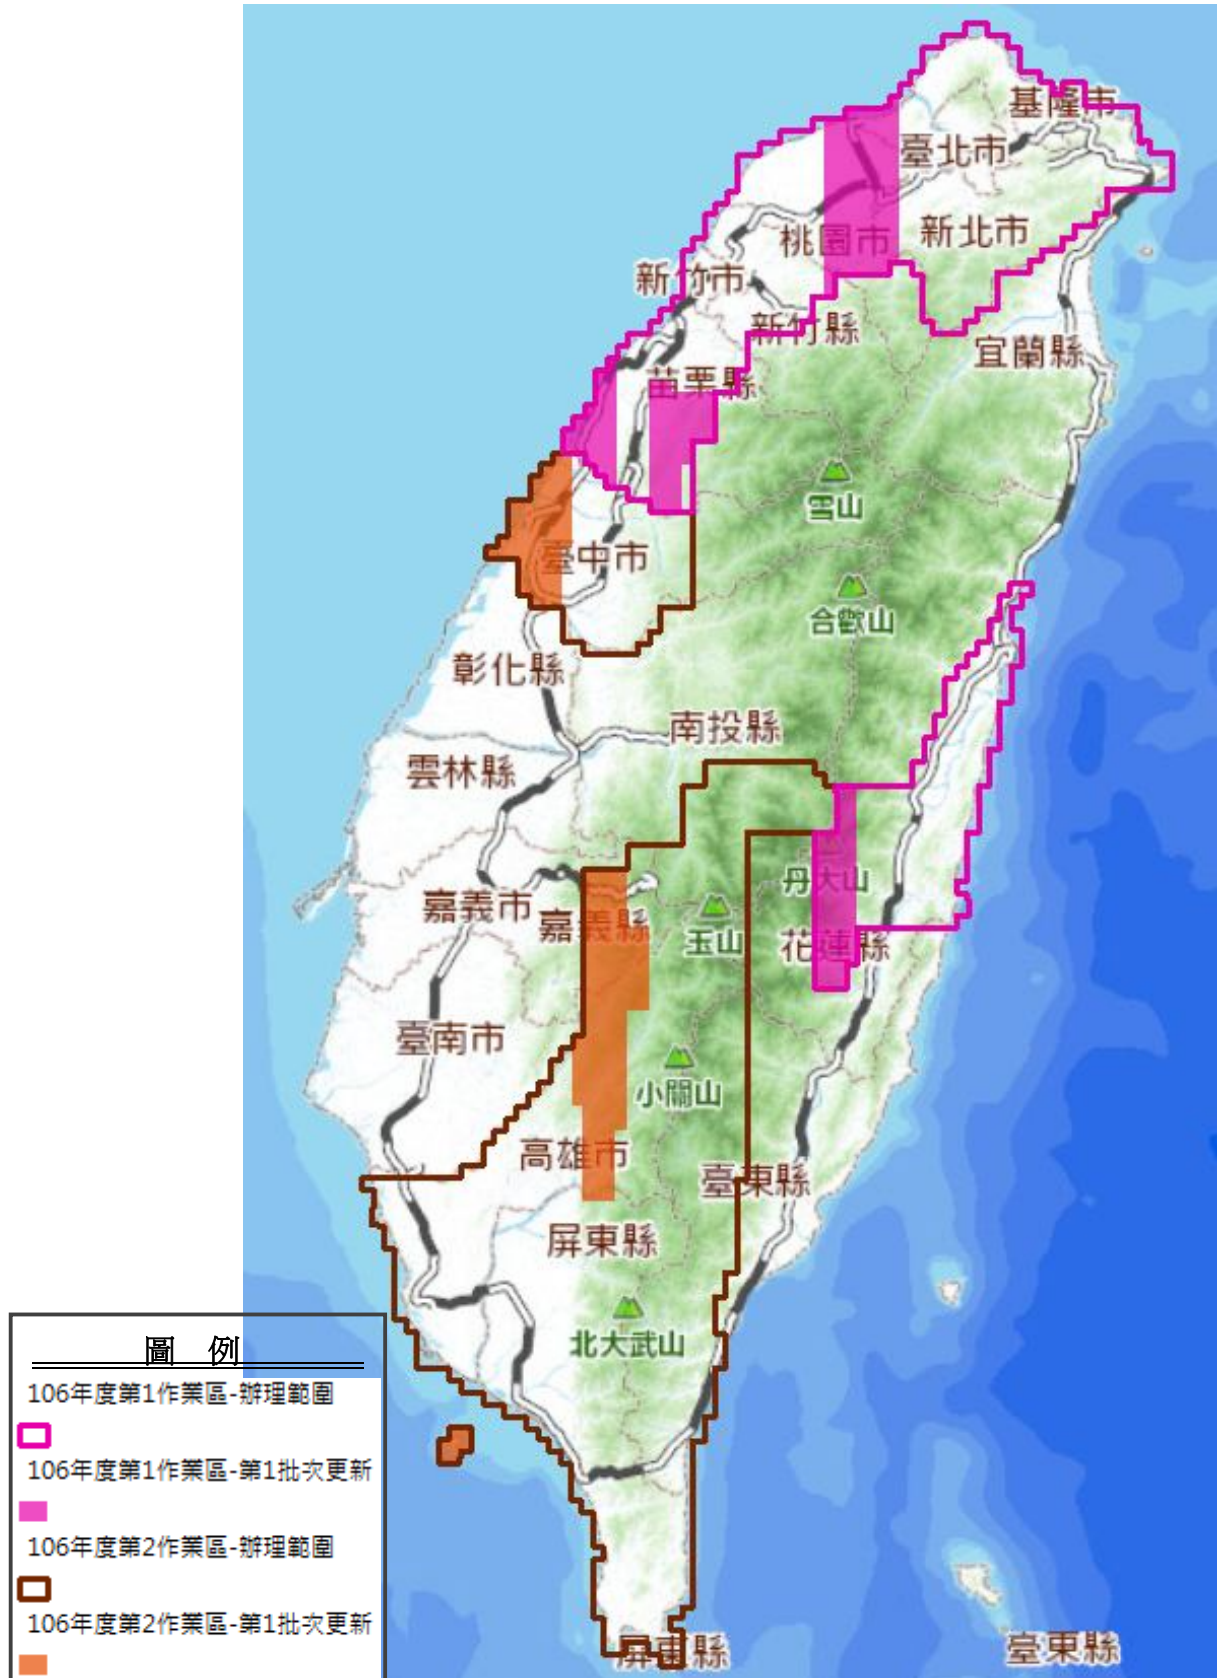 基隆市
臺北市
新北市
桃園市
新竹市
新竹縣
宜蘭縣
苗栗縣
雪山
臺中市
合歡山
彰化縣
南投縣
雲林縣
丹大山
嘉義市
嘉義縣
玉山
花蓮縣
臺南市
小關山
高雄市
臺東縣
屏東縣
北大武山
圖 例
106年度第1作業區-辦理範圍
106年度第1作業區-第1批次更新
106年度第2作業區-辦理範圍
106年度第2作業區-第1批次更新
屏東縣
臺東縣